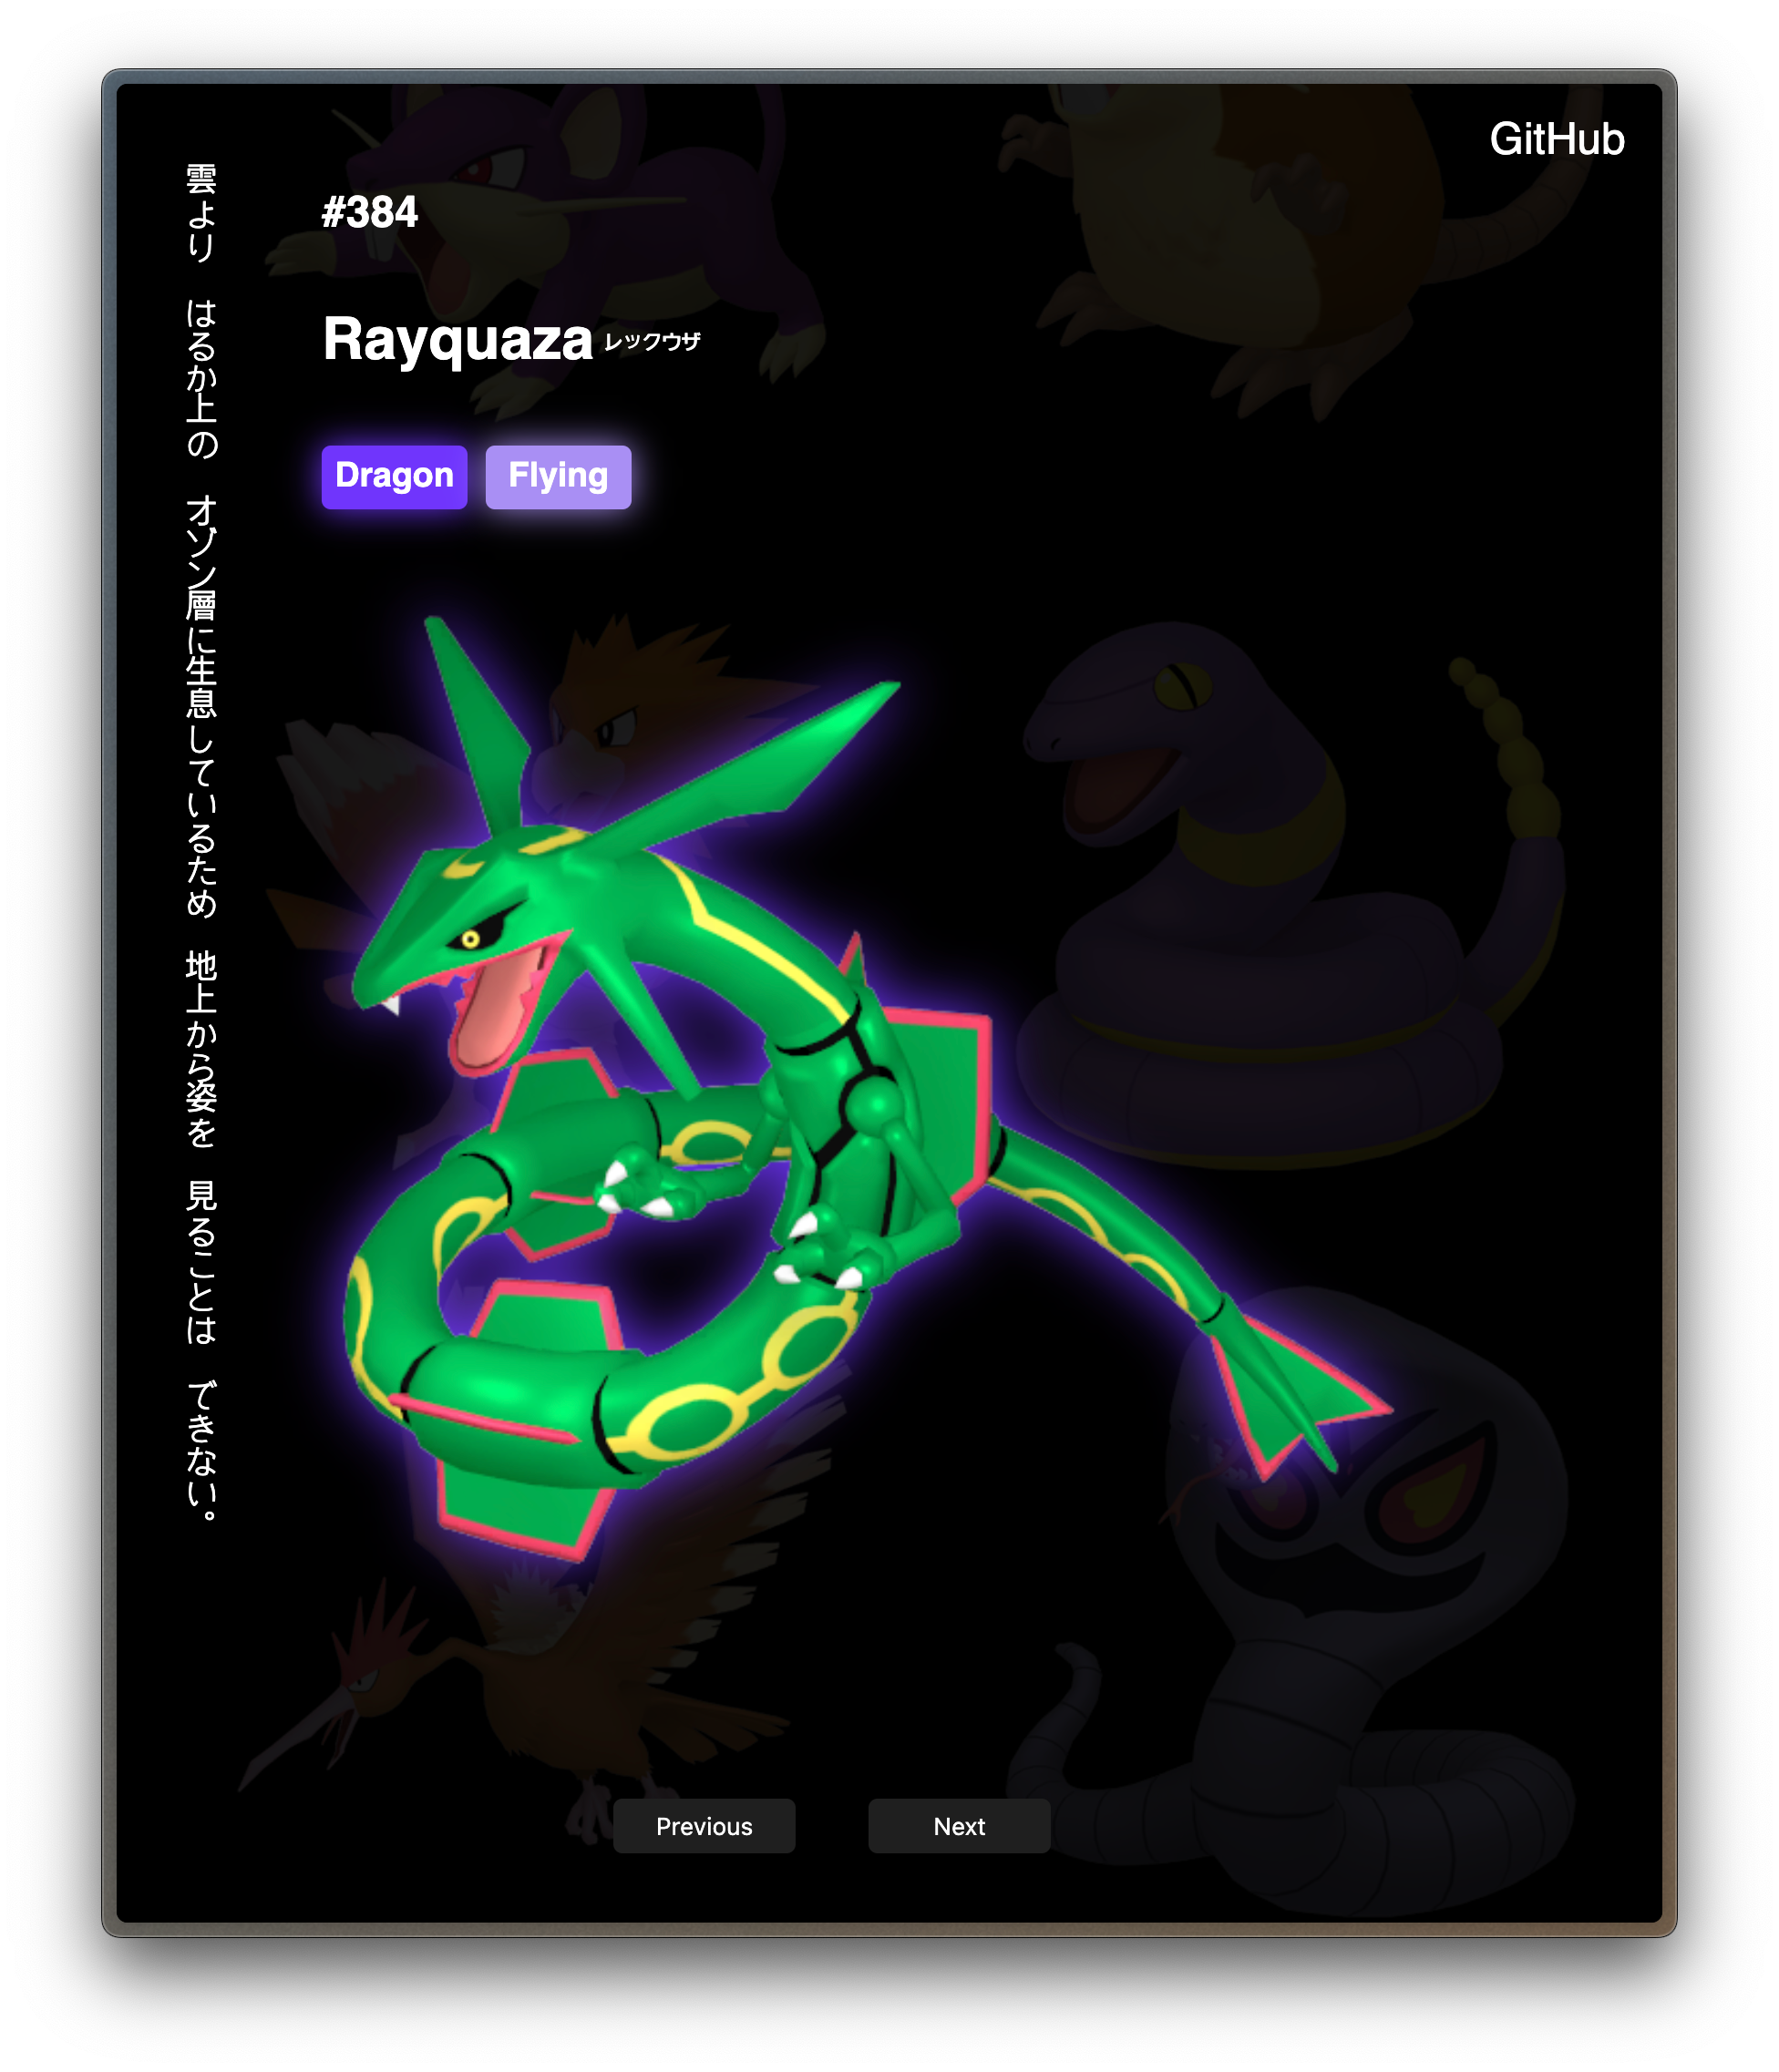 GitHub
雲より　はるか上の　オゾン層に生息しているため　地上から姿を　見ることは　できない。
#384
Rayquaza レックウザ
Dragon
Flying
Previous
Next